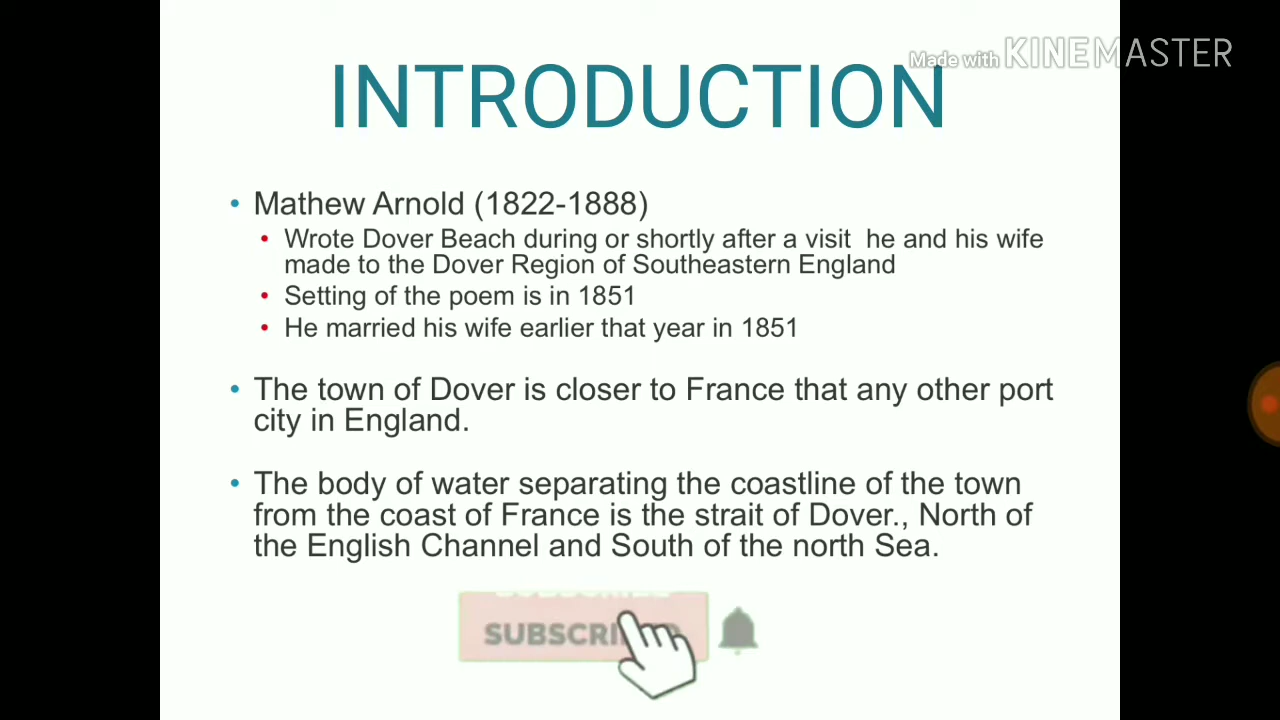 Made with KINEMASTER
INTRODUCTION
• Mathew Arnold (1822-1888)
• Wrote Dover Beach during or shortly after a visit he and his wife
made to the Dover Region of Southeastern England
• Setting of the poem is in 1851
• He married his wife earlier that year in 1851
• The town of Dover is closer to France that any other port
city in England.
• The body of water separating the coastline of the town
from the coast of France is the strait of Dover., North of
the English Channel and South of the north Sea.